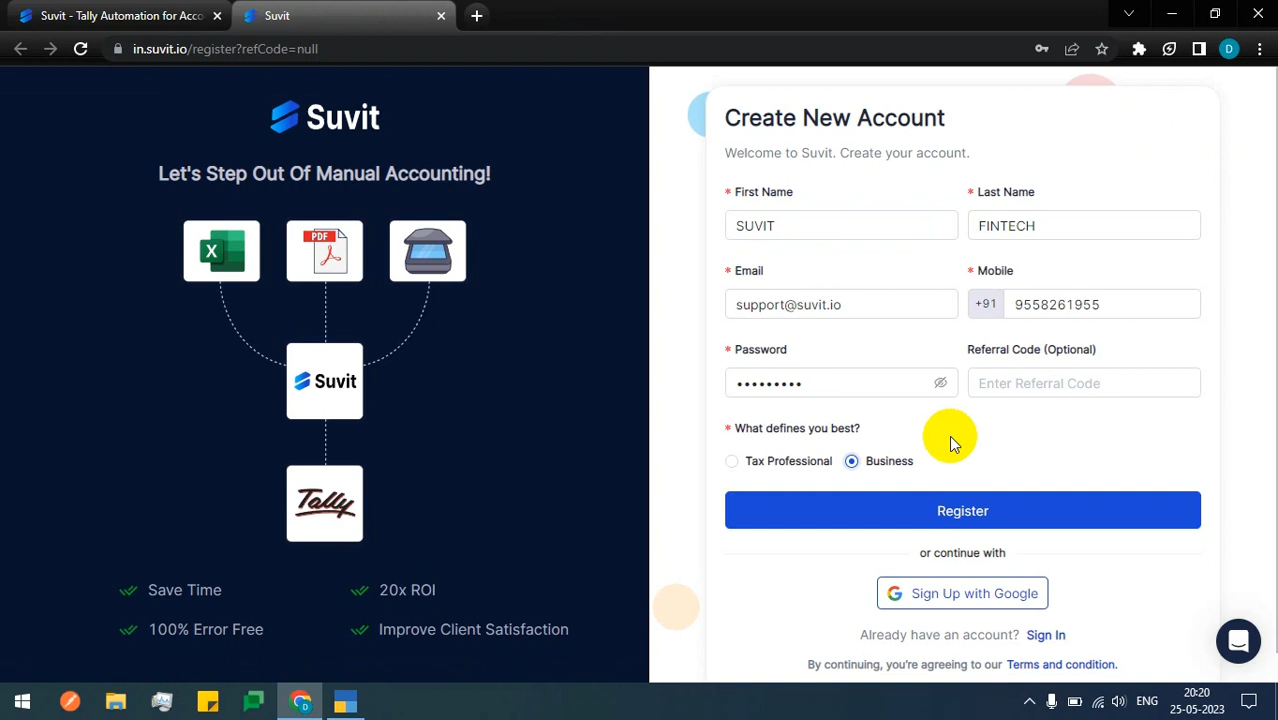 Suvit - Tally Automation for Acco
Suvit
in.suvit.io/register?refCode=null
D
Suvit
Let's Step Out Of Manual Accounting!
X
PDF
Suvit
Tally
Save Time
20x ROI
100% Error Free
Improve Client Satisfaction
Create New Account
Welcome to Suvit. Create your account.
* First Name
* Last Name
SUVIT
FINTECH
* Email
* Mobile
support@suvit.io
+91 9558261955
* Password
Referral Code (Optional)
•••••••••
Enter Referral Code
* What defines you best?
Tax Professional
Business
Register
or continue with
Sign Up with Google
Already have an account? Sign In
By continuing, you're agreeing to our Terms and condition.
D
ENG
20:20
25-05-2023